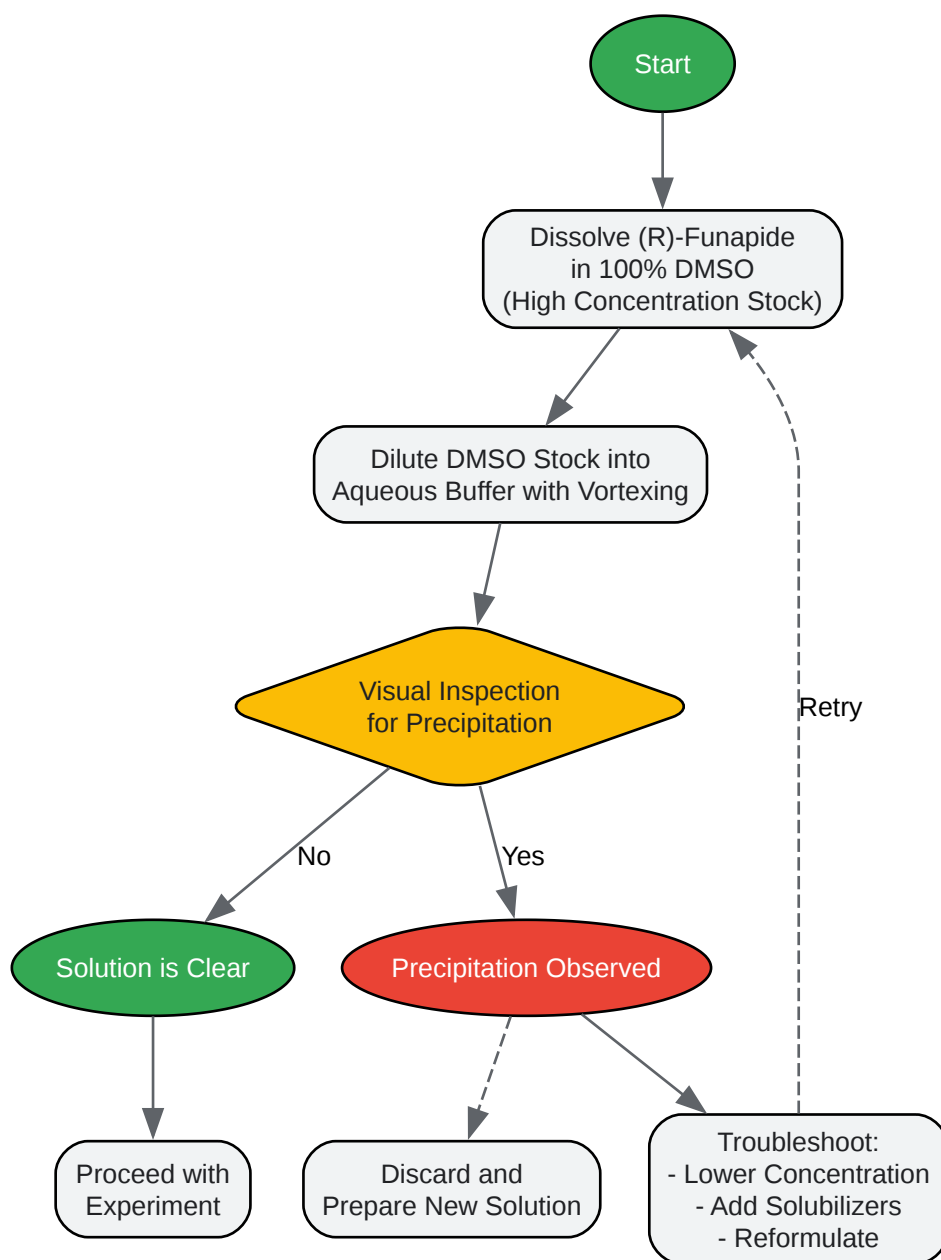 Start
Dissolve (R)-Funapide
in 100% DMSO
(High Concentration Stock)
Dilute DMSO Stock into
Aqueous Buffer with Vortexing
Visual Inspection
for Precipitation
Retry
No
Yes
Solution is Clear
Precipitation Observed
Proceed with
Experiment
Discard and
Prepare New Solution
Troubleshoot:
- Lower Concentration
- Add Solubilizers
- Reformulate